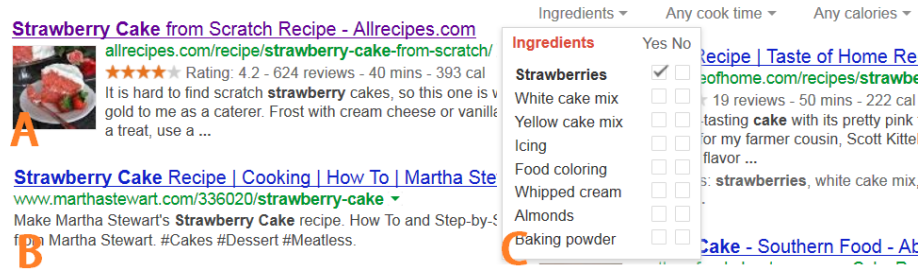 Strawberry Cake from Scratch Recipe - Allrecipes.com
allrecipes.com/recipe/strawberry-cake-from-scratch/
Rating: 4.2 - 624 reviews - 40 mins - 393 cal
It is hard to find scratch strawberry cakes, so this one is w
gold to me as a caterer. Frost with cream cheese or vanilla
a treat, use a ...
A
Strawberry Cake Recipe | Cooking | How To | Martha Ste
www.marthastewart.com/336020/strawberry-cake
Make Martha Stewart's Strawberry Cake recipe. How To and Step-by-S
from Martha Stewart. #Cakes #Dessert #Meatless.
B
Ingredients Any cook time Any calories
Ingredients Yes No
Strawberries
White cake mix
Yellow cake mix
Icing
Food coloring
Whipped cream
Almonds
Baking powder
C
Recipe | Taste of Home Re
eofhome.com/recipes/strawbe
19 reviews - 50 mins - 222 cal
-tasting cake with its pretty pink
for my farmer cousin, Scott Kittel
flavor ...
s: strawberries, white cake mix,
Cake - Southern Food - Ab